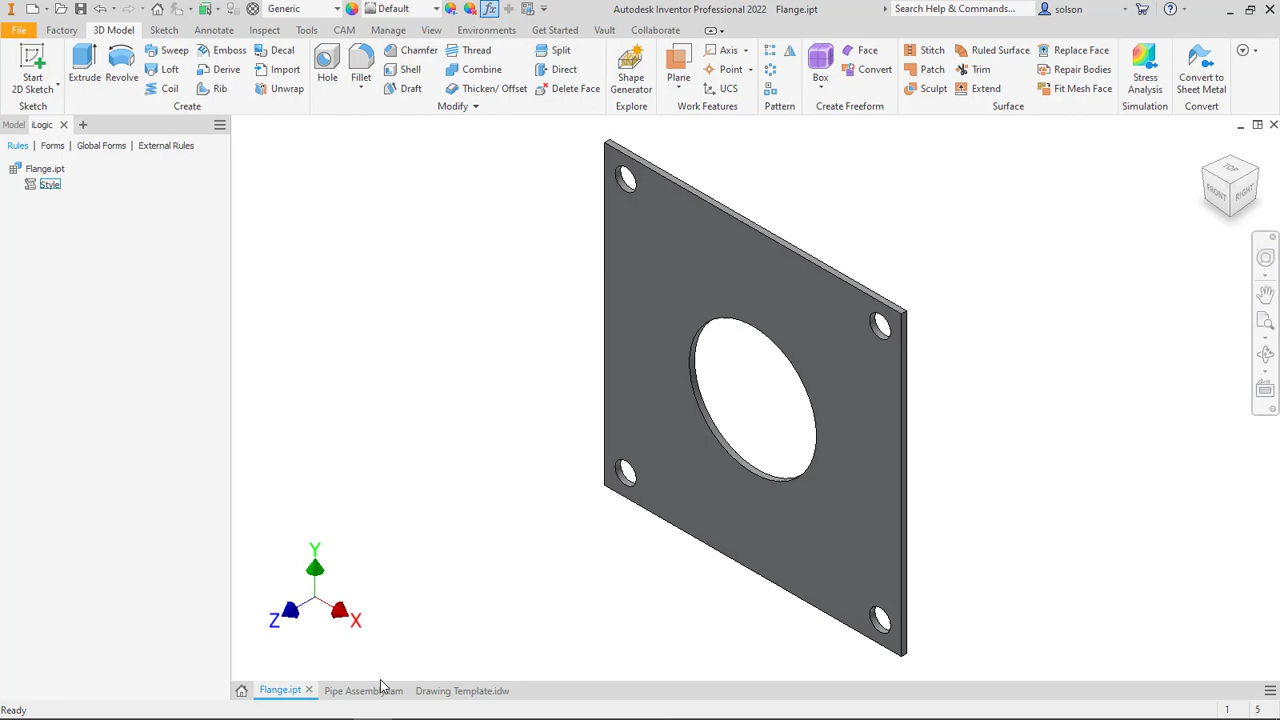 Generic
Default
Autodesk Inventor Professional 2022 Flange.ipt
Search Help & Commands...
solson
File Factory 3D Model Sketch Annotate Inspect Tools CAM Manage View Environments Get Started Vault Collaborate
Start
2D Sketch
Sketch
Extrude
Revolve
Sweep
Loft
Coil
Emboss
Derive
Rib
Decal
Import
Unwrap
Create
Hole
Fillet
Chamfer
Shell
Draft
Thread
Combine
Thicken/ Offset
Split
Direct
Delete Face
Modify
Shape
Generator
Explore
Plane
Axis
Point
UCS
Work Features
Pattern
Box
Face
Convert
Create Freeform
Stitch
Patch
Sculpt
Ruled Surface
Trim
Extend
Replace Face
Repair Bodies
Fit Mesh Face
Surface
Stress
Analysis
Simulation
Convert to
Sheet Metal
Convert
Model iLogic
Rules Forms Global Forms External Rules
Flange.ipt
Style
TOP
FRONT
RIGHT
Y
Z
X
Flange.ipt
Drawing Template.idw
Ready
1 5